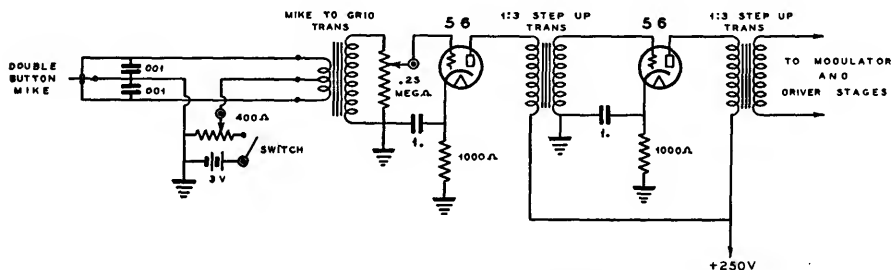 DOUBLE
BUTTON
MIKE
.001
.001
400Ω
SWITCH
3V
MIKE TO GRID
TRANS
.25
MEG.Ω
1.
56
1000Ω
1:3 STEP UP
TRANS
1.
56
1000Ω
1:3 STEP UP
TRANS
TO MODULATOR
AND
DRIVER STAGES
+250V